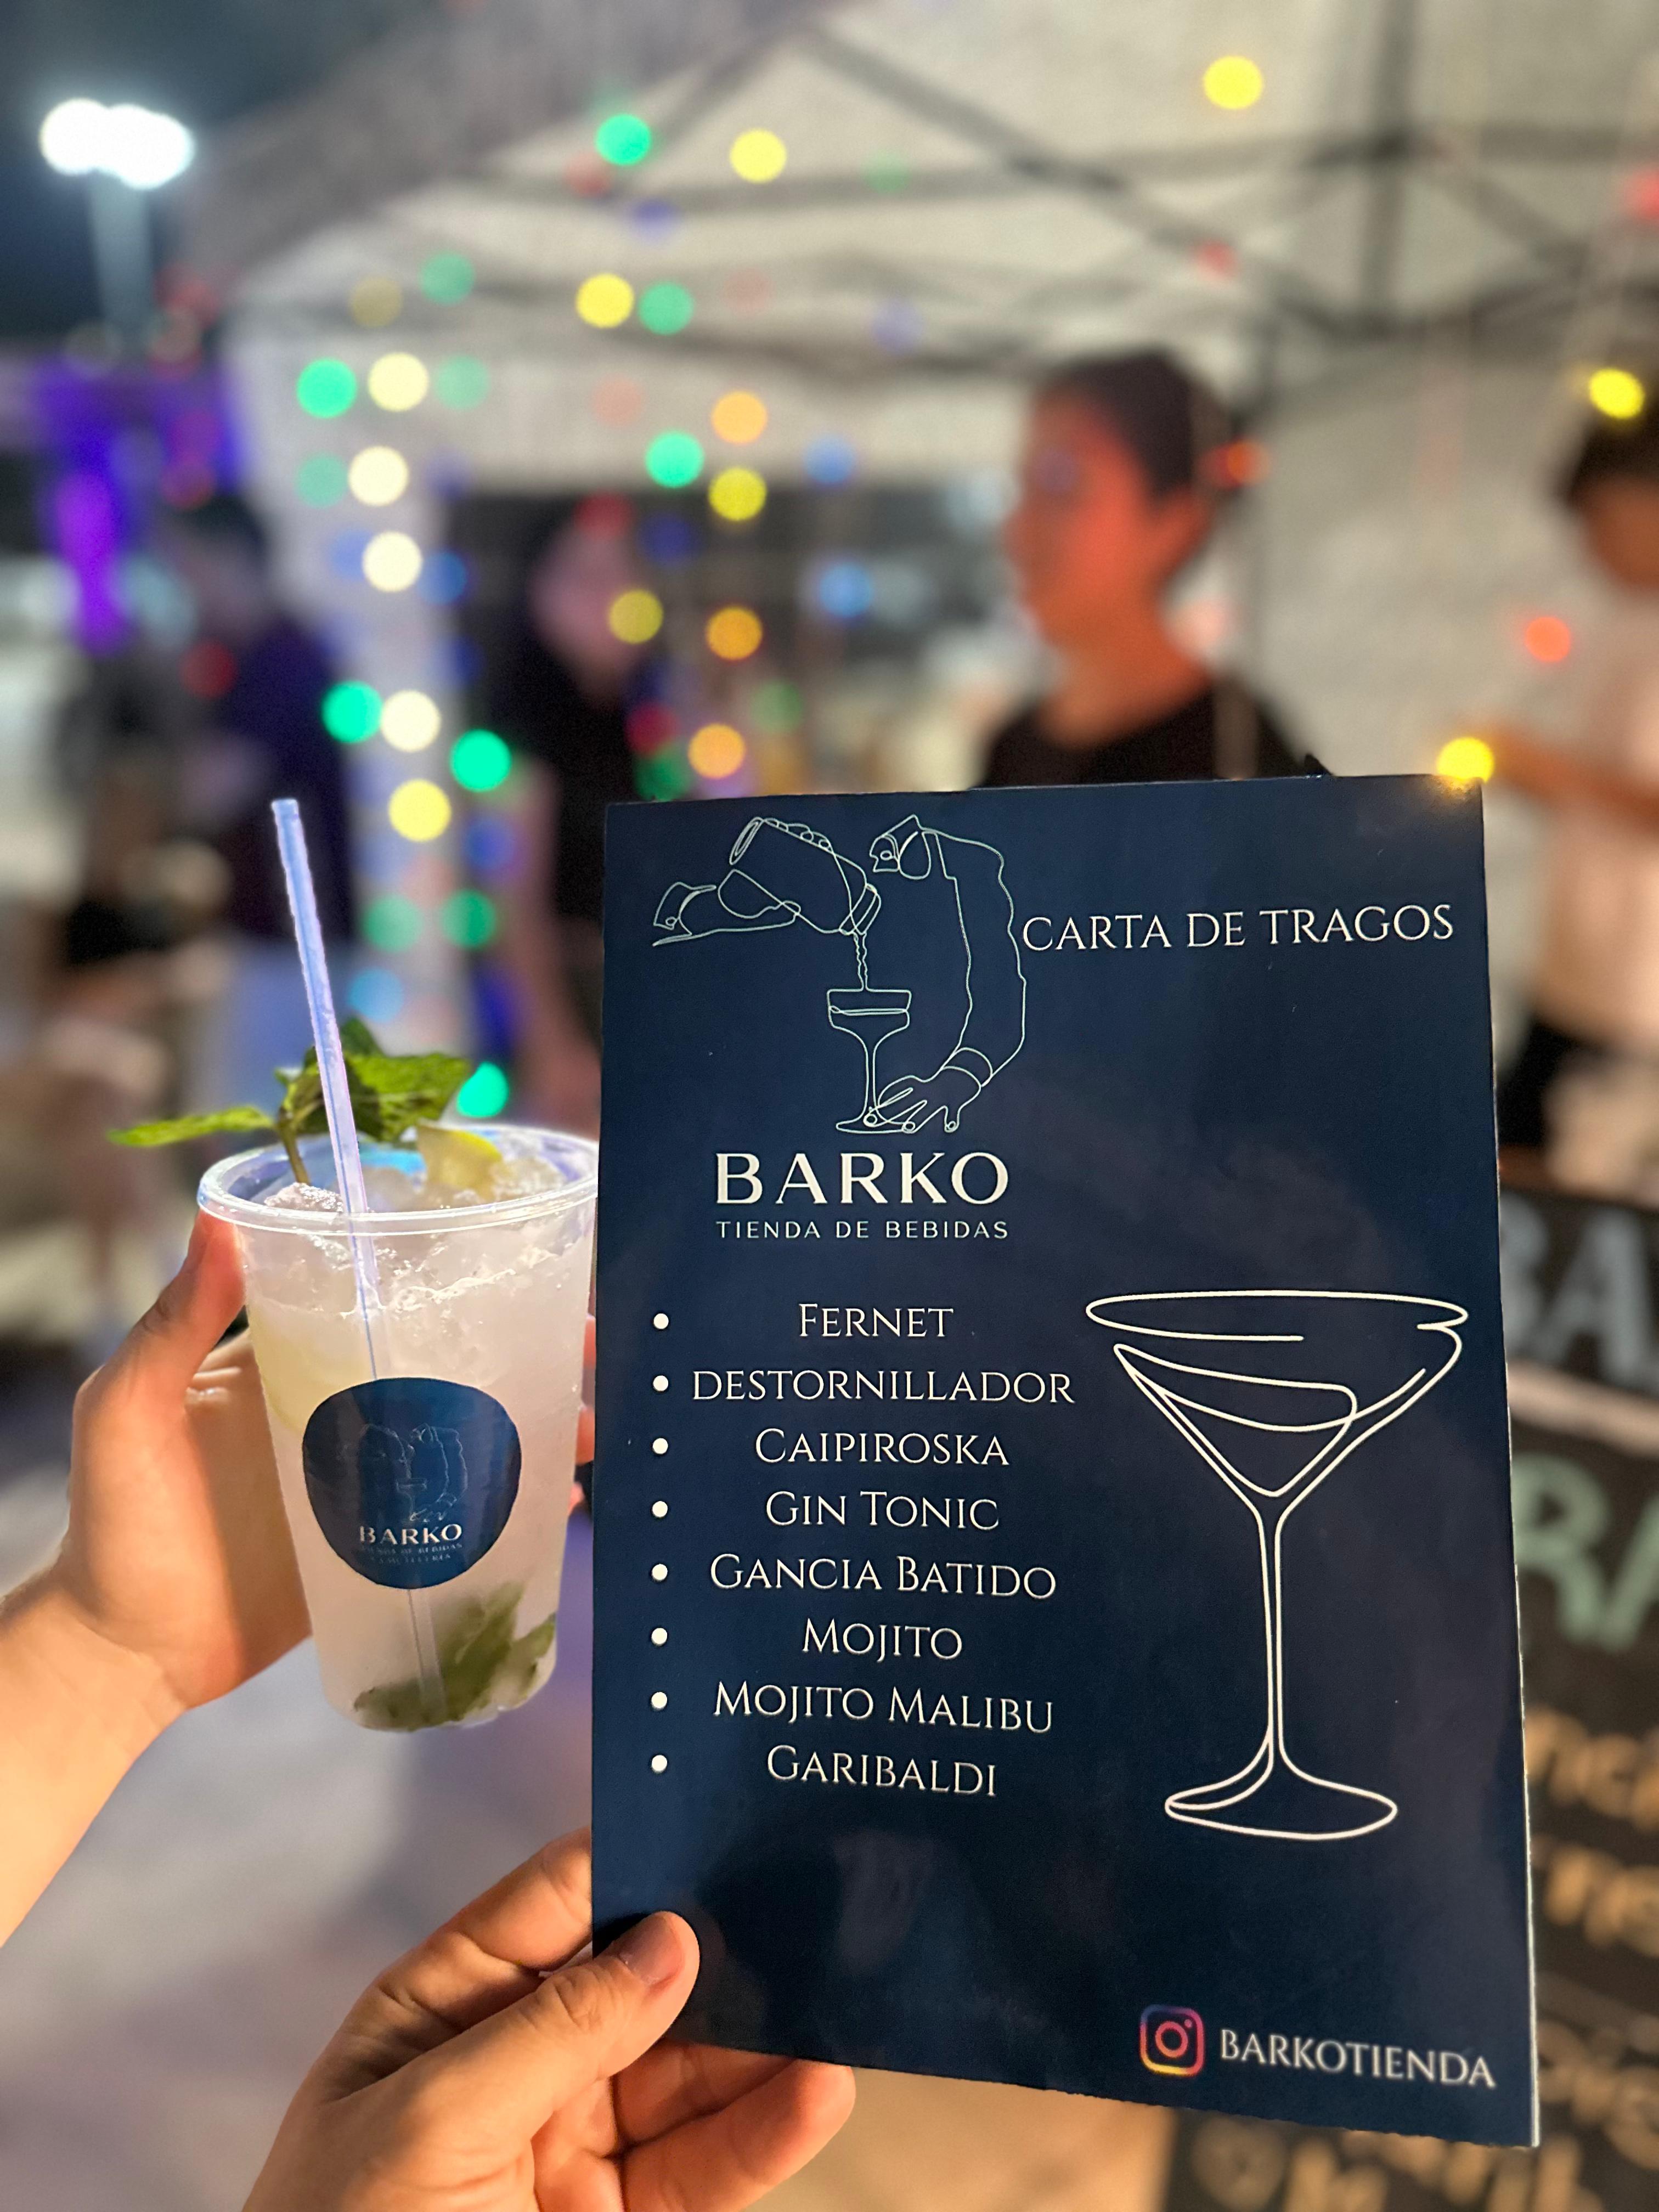 CARTA DE TRAGOS
BARKO
TIENDA DE BEBIDAS
FERNET
DESTORNILLADOR
CAIPIROSKA
GIN TONIC
GANCIA BATIDO
MOJITO
MOJITO MALIBU
GARIBALDI
BARKOTIENDA
BARKO